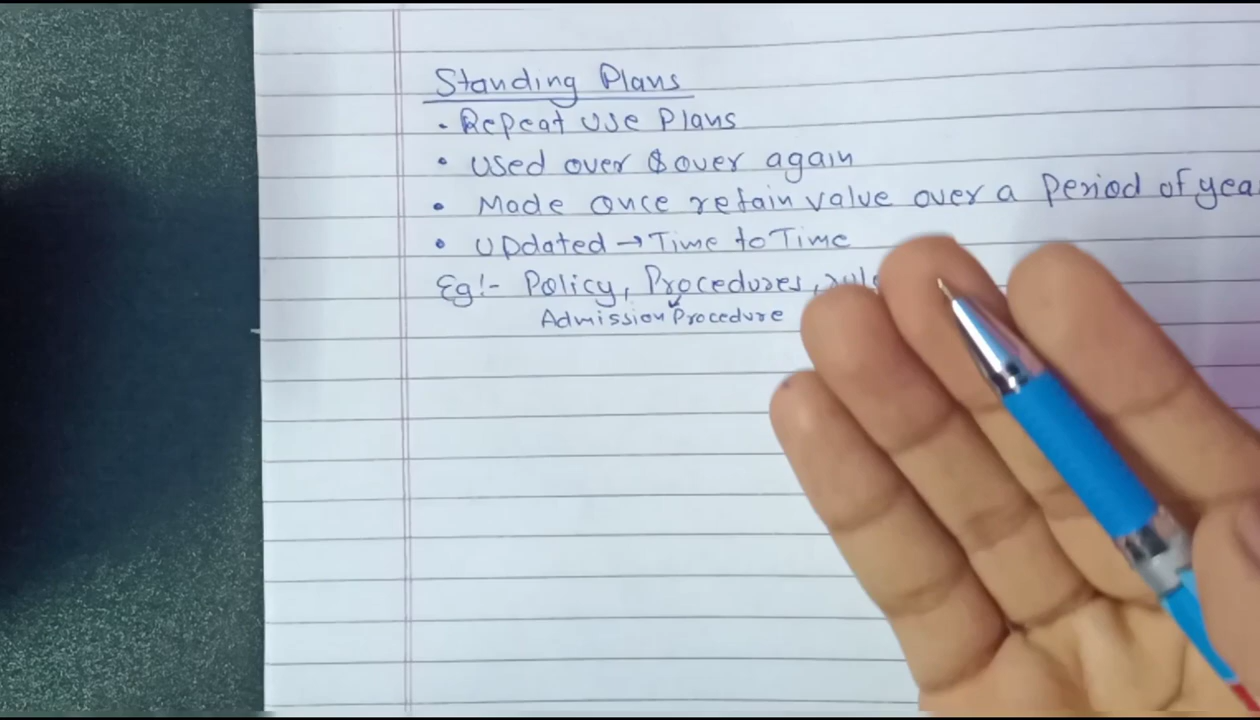 Standing Plans
• Repeat use Plans
• Used over & over again
• Made once retain value over a Period of yea
• Updated → Time to Time
Eg:- Policy, Procedures,
Admission Procedure